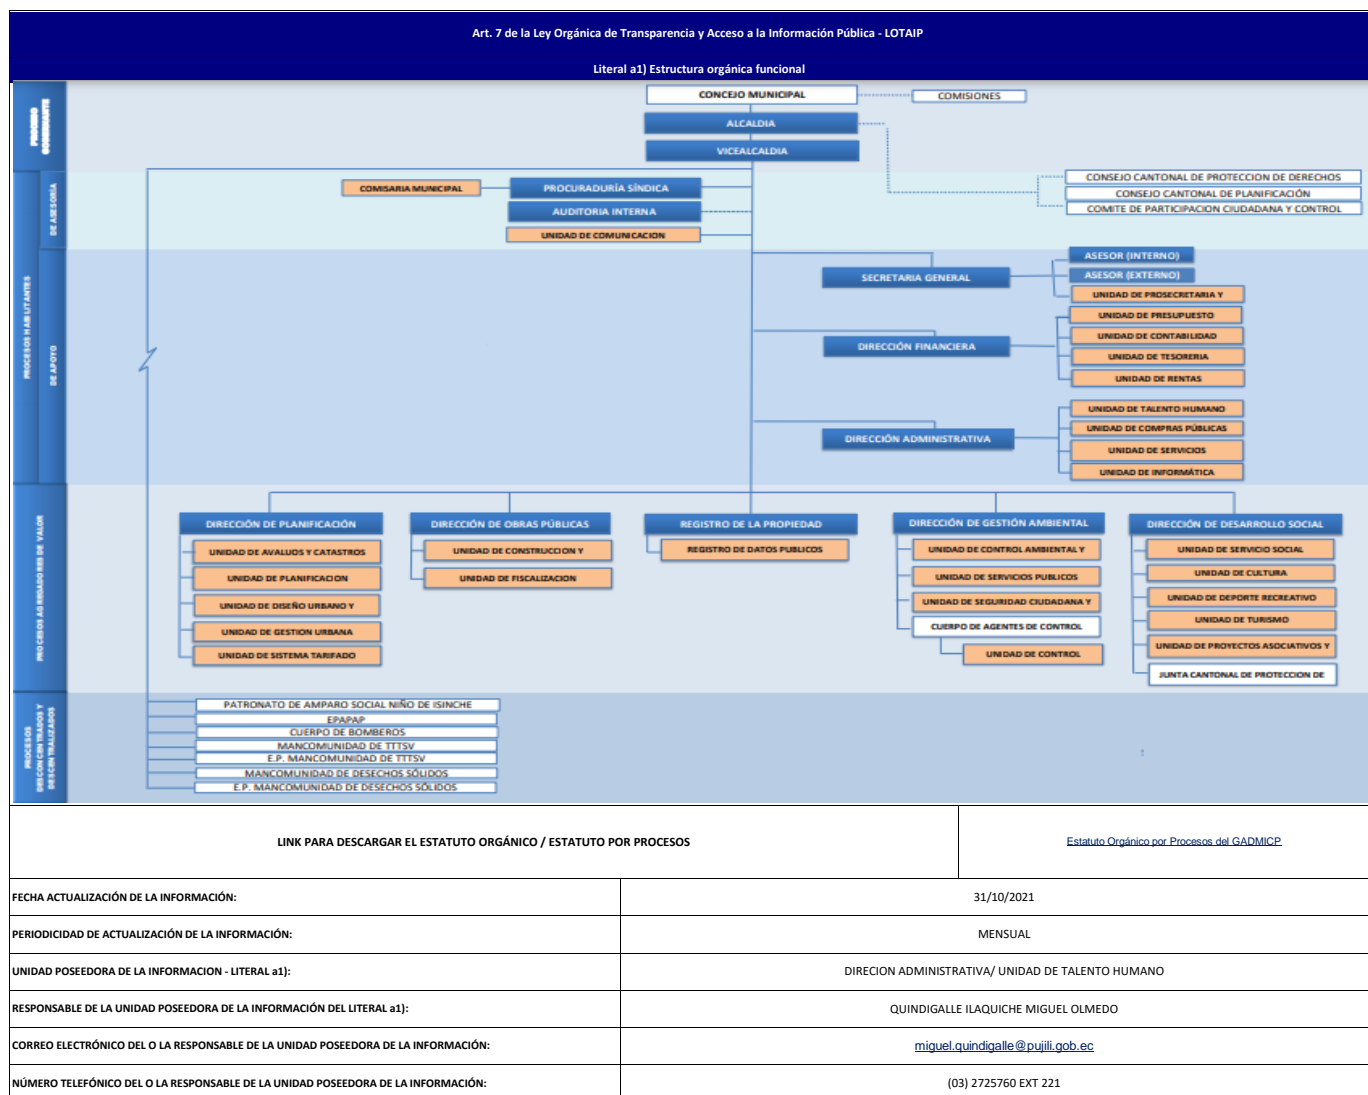 Art. 7 de la Ley Orgánica de Transparencia y Acceso a la Información Pública - LOTAIP
Literal a1) Estructura orgánica funcional
PROCESO GOBERNANTE
CONCEJO MUNICIPAL
COMISIONES
ALCALDIA
VICEALCALDIA
PROCESOS HABILITANTES
DE ASESORÍA
COMISARIA MUNICIPAL
PROCURADURÍA SÍNDICA
AUDITORIA INTERNA
UNIDAD DE COMUNICACION
CONSEJO CANTONAL DE PROTECCION DE DERECHOS
CONSEJO CANTONAL DE PLANIFICACIÓN
COMITE DE PARTICIPACION CIUDADANA Y CONTROL
DE APOYO
SECRETARIA GENERAL
ASESOR (INTERNO)
ASESOR (EXTERNO)
UNIDAD DE PROSECRETARIA Y
DIRECCIÓN FINANCIERA
UNIDAD DE PRESUPUESTO
UNIDAD DE CONTABILIDAD
UNIDAD DE TESORERIA
UNIDAD DE RENTAS
DIRECCIÓN ADMINISTRATIVA
UNIDAD DE TALENTO HUMANO
UNIDAD DE COMPRAS PÚBLICAS
UNIDAD DE SERVICIOS
UNIDAD DE INFORMÁTICA
PROCESOS AGREGADORES DE VALOR
DIRECCIÓN DE PLANIFICACIÓN
UNIDAD DE AVALUOS Y CATASTROS
UNIDAD DE PLANIFICACION
UNIDAD DE DISEÑO URBANO Y
UNIDAD DE GESTION URBANA
UNIDAD DE SISTEMA TARIFADO
DIRECCIÓN DE OBRAS PÚBLICAS
UNIDAD DE CONSTRUCCION Y
UNIDAD DE FISCALIZACION
REGISTRO DE LA PROPIEDAD
REGISTRO DE DATOS PUBLICOS
DIRECCIÓN DE GESTIÓN AMBIENTAL
UNIDAD DE CONTROL AMBIENTAL Y
UNIDAD DE SERVICIOS PUBLICOS
UNIDAD DE SEGURIDAD CIUDADANA Y
CUERPO DE AGENTES DE CONTROL
UNIDAD DE CONTROL
DIRECCIÓN DE DESARROLLO SOCIAL
UNIDAD DE SERVICIO SOCIAL
UNIDAD DE CULTURA
UNIDAD DE DEPORTE RECREATIVO
UNIDAD DE TURISMO
UNIDAD DE PROYECTOS ASOCIATIVOS Y
JUNTA CANTONAL DE PROTECCION DE
PROCESOS
DESCONCENTRADOS Y
DESCENTRALIZADOS
PATRONATO DE AMPARO SOCIAL NIÑO DE ISINCHE
EPAPAP
CUERPO DE BOMBEROS
MANCOMUNIDAD DE TTTSV
E.P. MANCOMUNIDAD DE TTTSV
MANCOMUNIDAD DE DESECHOS SÓLIDOS
E.P. MANCOMUNIDAD DE DESECHOS SÓLIDOS
LINK PARA DESCARGAR EL ESTATUTO ORGÁNICO / ESTATUTO POR PROCESOS
Estatuto Orgánico por Procesos del GADMICP
FECHA ACTUALIZACIÓN DE LA INFORMACIÓN:
31/10/2021
PERIODICIDAD DE ACTUALIZACIÓN DE LA INFORMACIÓN:
MENSUAL
UNIDAD POSEEDORA DE LA INFORMACION - LITERAL a1):
DIRECION ADMINISTRATIVA/ UNIDAD DE TALENTO HUMANO
RESPONSABLE DE LA UNIDAD POSEEDORA DE LA INFORMACIÓN DEL LITERAL a1):
QUINDIGALLE ILAQUICHE MIGUEL OLMEDO
CORREO ELECTRÓNICO DEL O LA RESPONSABLE DE LA UNIDAD POSEEDORA DE LA INFORMACIÓN:
miguel.quindigalle@pujili.gob.ec
NÚMERO TELEFÓNICO DEL O LA RESPONSABLE DE LA UNIDAD POSEEDORA DE LA INFORMACIÓN:
(03) 2725760 EXT 221